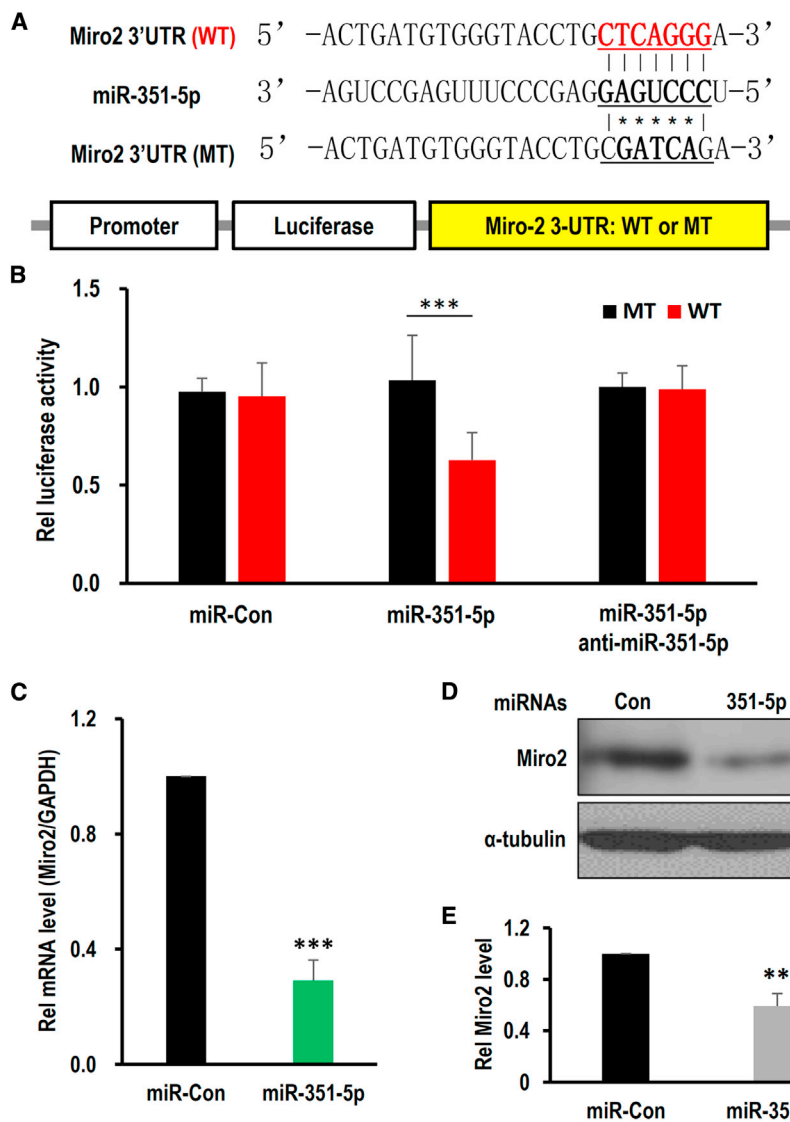 A
Miro2 3'UTR (WT) 5' -ACTGATGTGGGTACCTGCTCAGGGA-3'
| | | | | | |
miR-351-5p 3' -AGUCCGAGUUUCCCGAGGAGUCCCU-5'
| * * * * * |
Miro2 3'UTR (MT) 5' -ACTGATGTGGGTACCTGCGATCAGA-3'
Promoter Luciferase Miro-2 3-UTR: WT or MT
B
Rel luciferase activity
1.5
1.0
0.5
0.0
*** MT WT
miR-Con miR-351-5p miR-351-5p
anti-miR-351-5p
C
Rel mRNA level (Miro2/GAPDH)
1.2
0.8
0.4
0.0
***
miR-Con miR-351-5p
D
miRNAs Con 351-5p
Miro2
α-tubulin
E
Rel Miro2 level
1.2
0.8
0.4
0
**
miR-Con miR-35